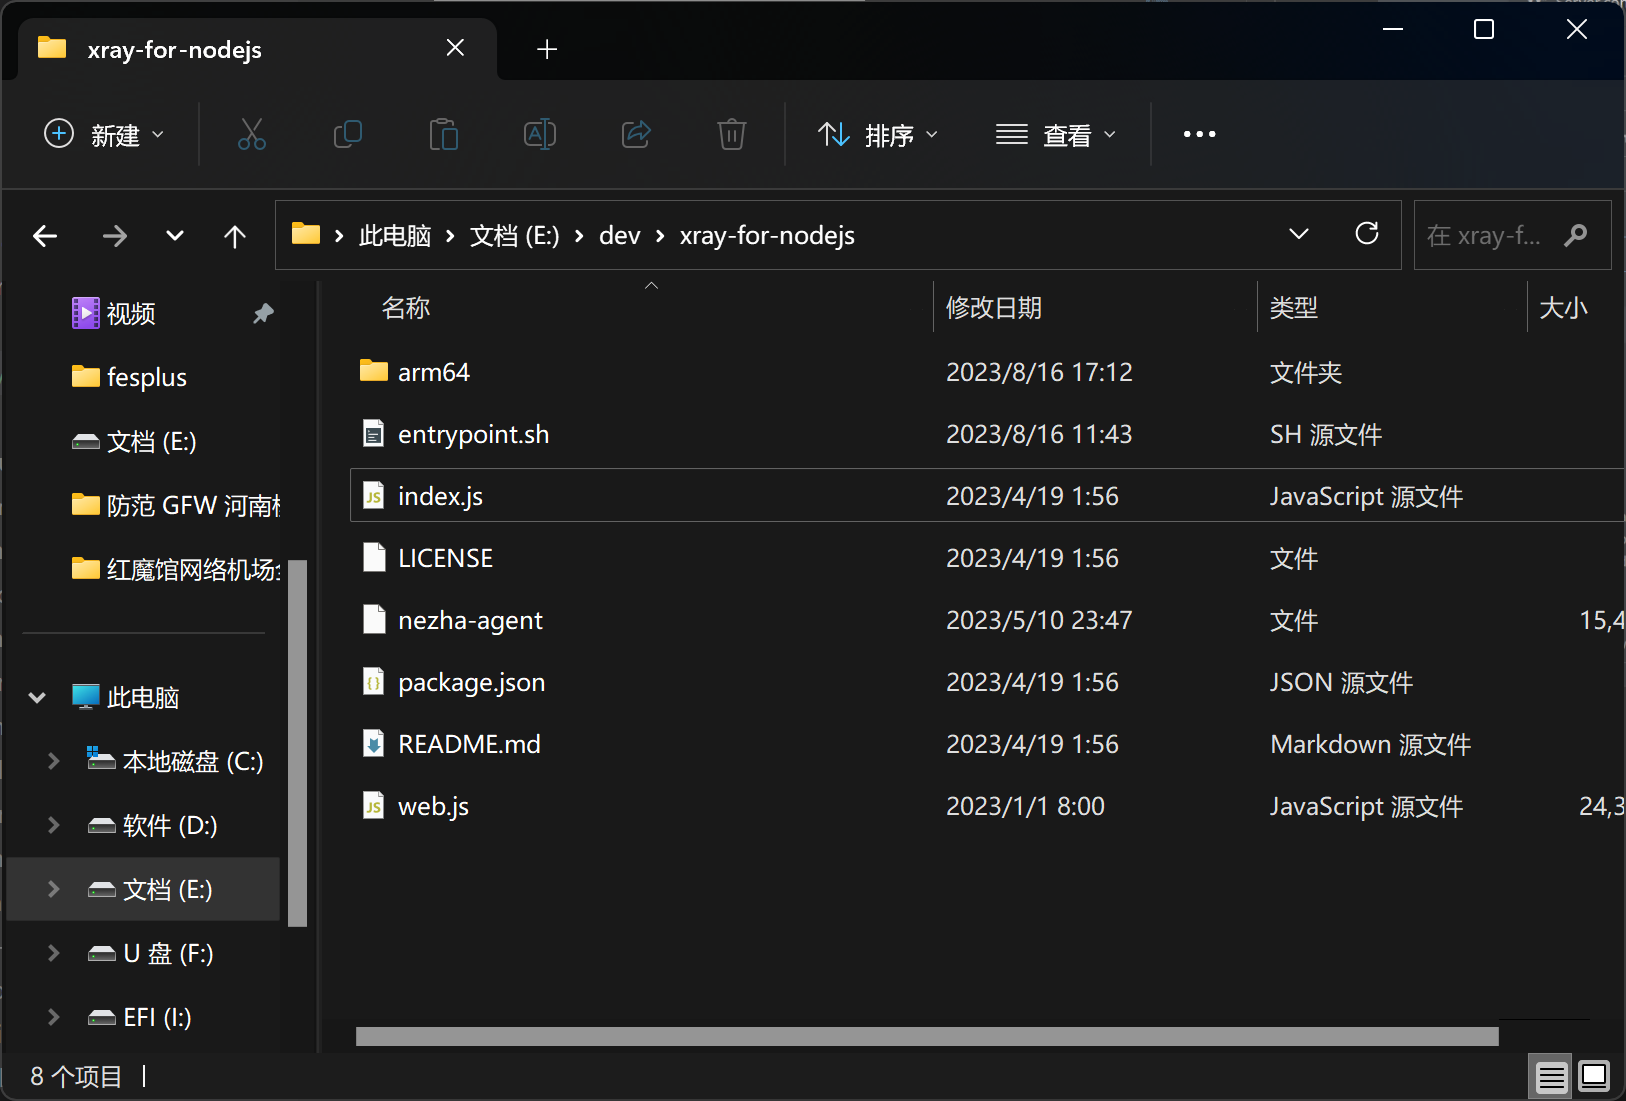 xray-for-nodejs
新建
排序
查看
此电脑 文档 (E:) dev xray-for-nodejs
在 xray-f...
视频
fesplus
文档 (E:)
防范 GFW 河南
红魔馆网络机场
此电脑
本地磁盘 (C:)
软件 (D:)
文档 (E:)
U 盘 (F:)
EFI (I:)
名称 修改日期 类型 大小
arm64 2023/8/16 17:12 文件夹
entrypoint.sh 2023/8/16 11:43 SH 源文件
index.js 2023/4/19 1:56 JavaScript 源文件
LICENSE 2023/4/19 1:56 文件
nezha-agent 2023/5/10 23:47 文件 15,4
package.json 2023/4/19 1:56 JSON 源文件
README.md 2023/4/19 1:56 Markdown 源文件
web.js 2023/1/1 8:00 JavaScript 源文件 24,3
8 个项目